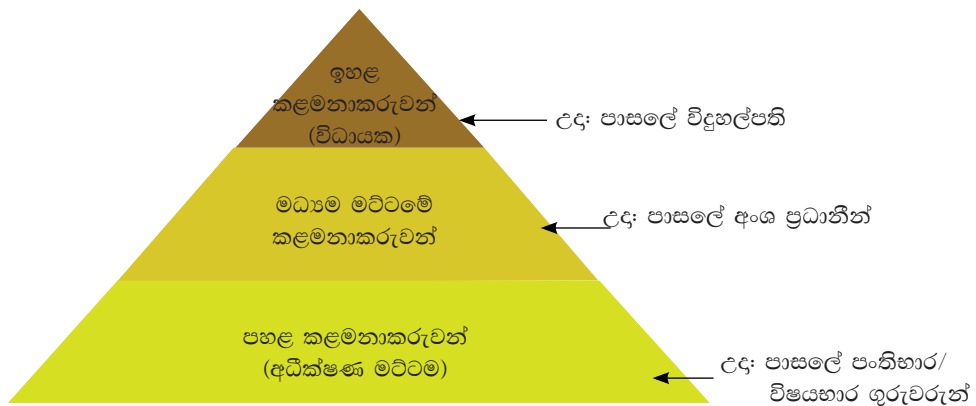 ඉහළ
කළමනාකරුවන්
(විධායක)
උදා: පාසලේ විදුහල්පති
මධ්‍යම මට්ටමේ
කළමනාකරුවන්
උදා: පාසලේ අංශ ප්‍රධානීන්
පහළ කළමනාකරුවන්
(අධීක්ෂණ මට්ටම)
උදා: පාසලේ පංතිභාර/
විෂයභාර ගුරුවරුන්